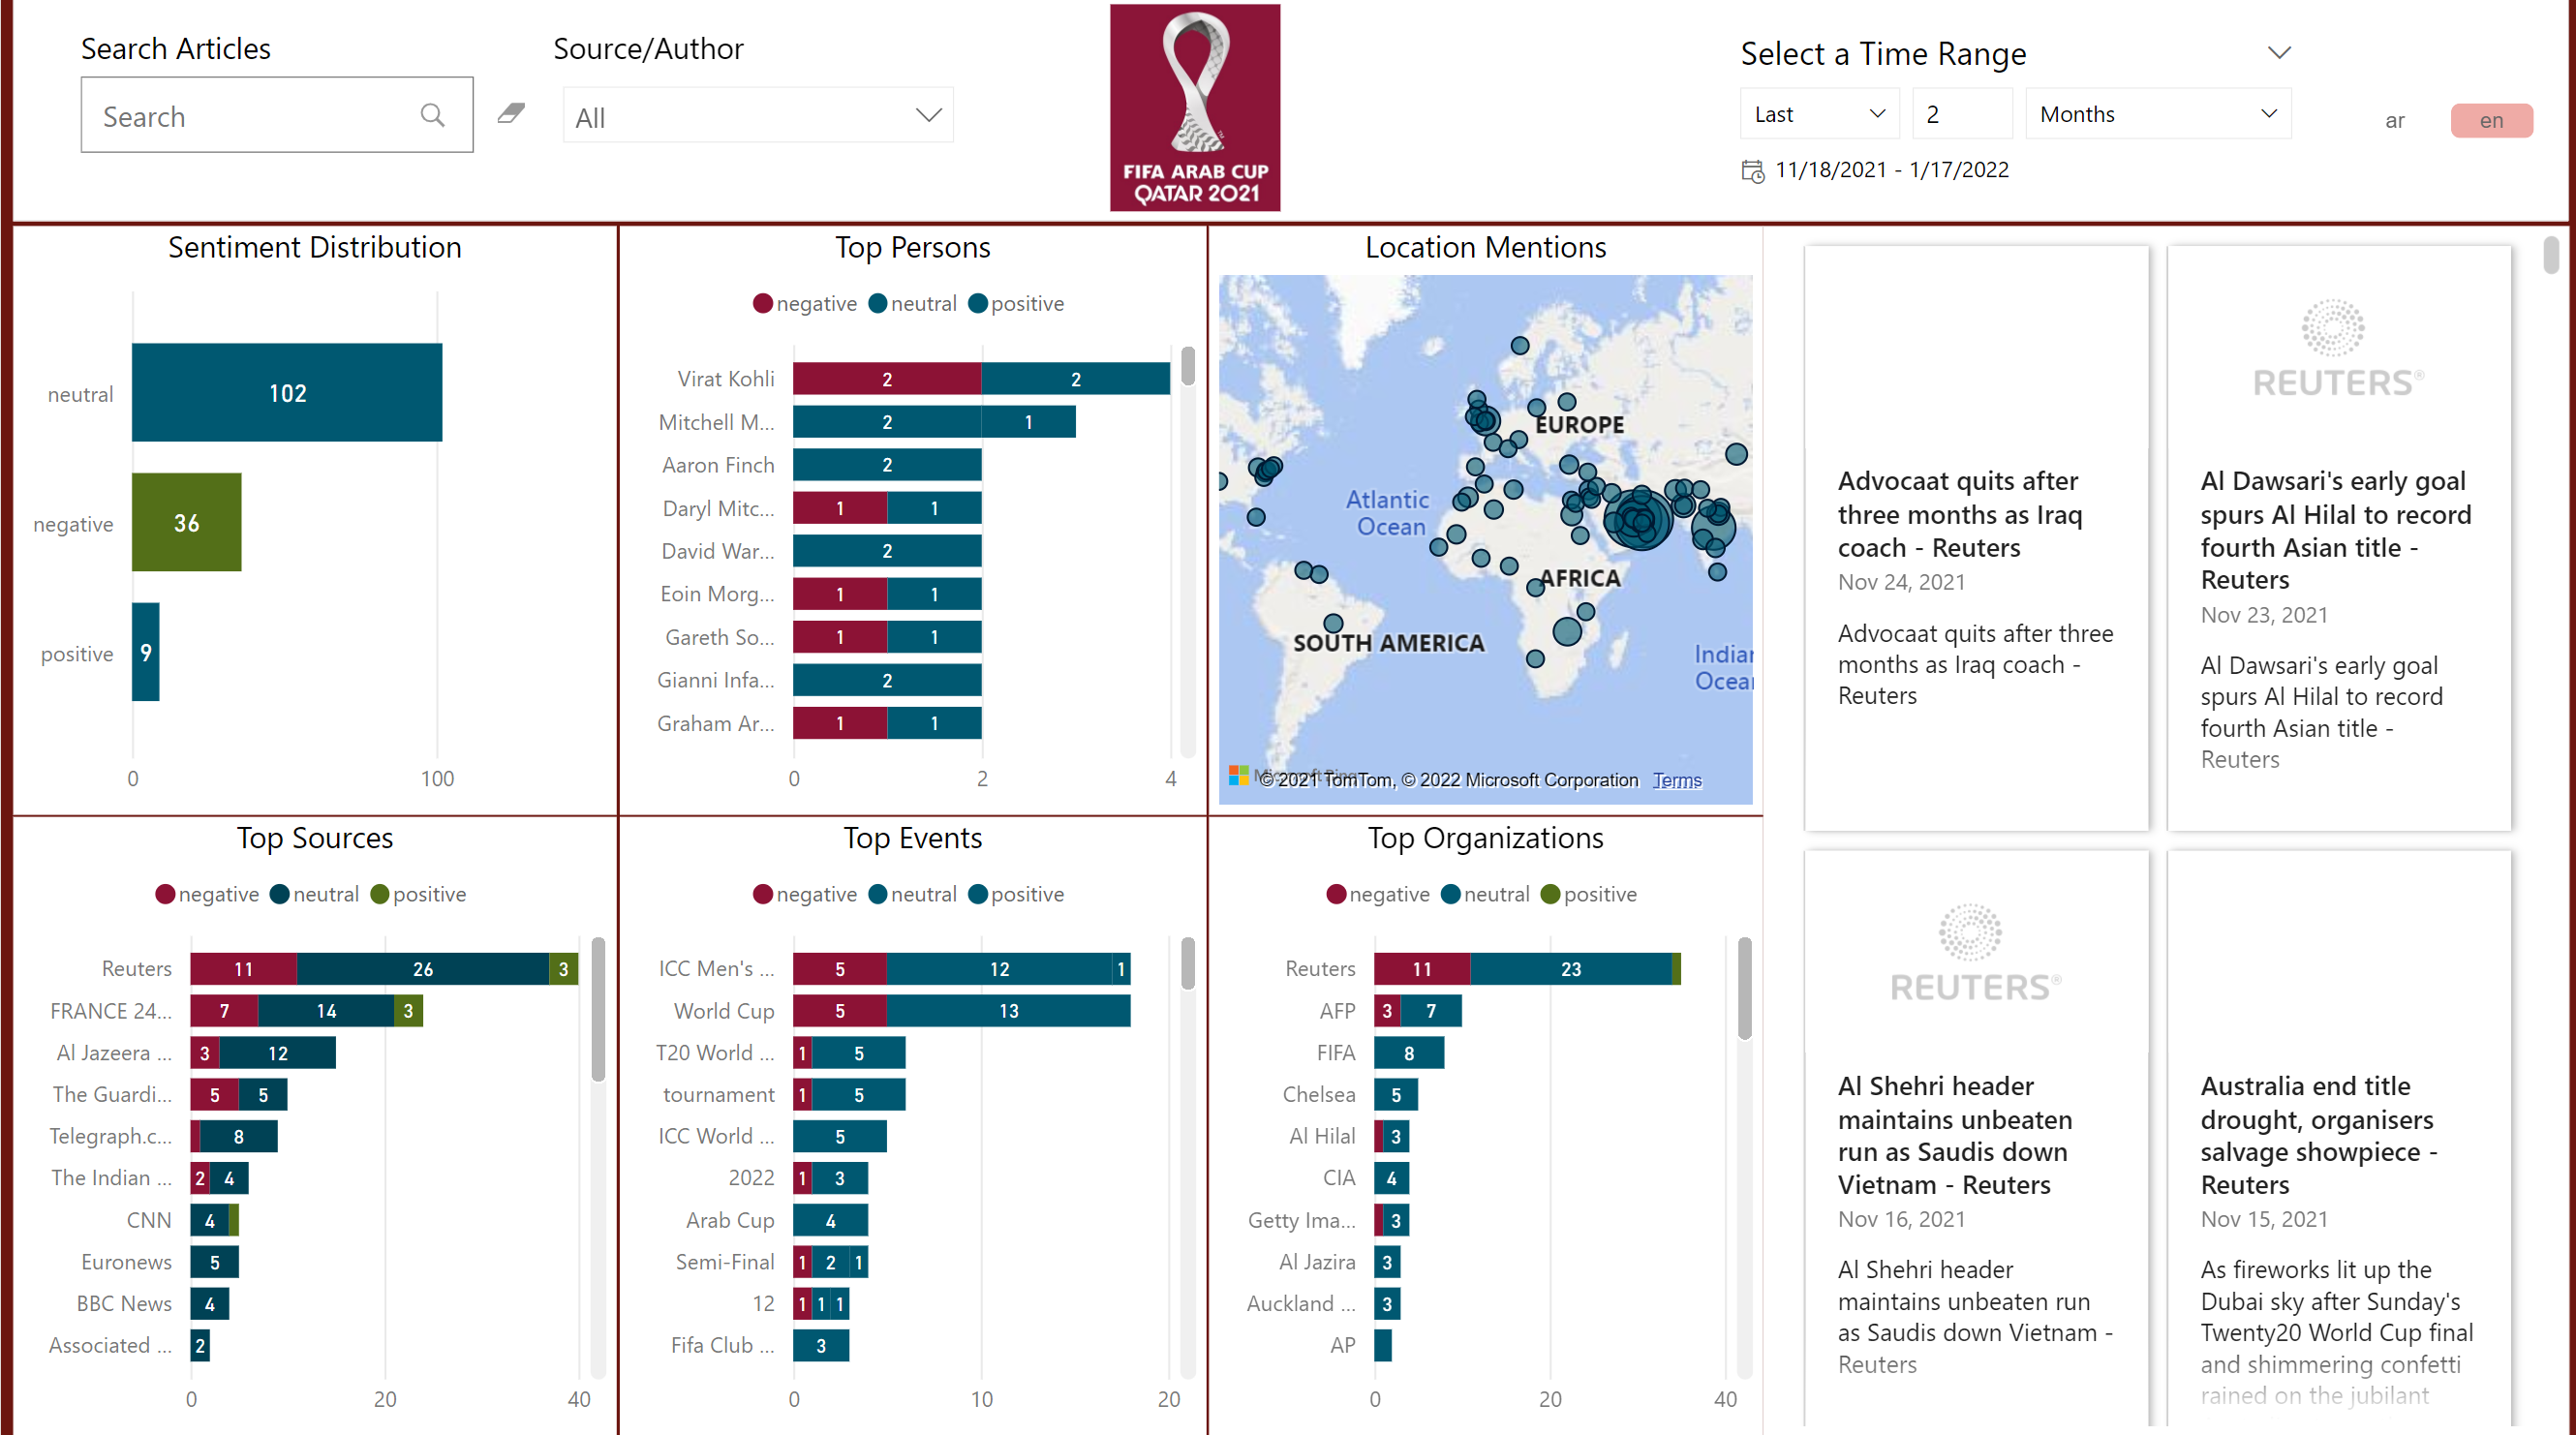 Search Articles
Search
Source/Author
All
FIFA ARAB CUP
QATAR 2021
Select a Time Range
Last
2
Months
11/18/2021 - 1/17/2022
ar
en
Sentiment Distribution
neutral
102
negative
36
positive
9
0
100
Top Persons
negative neutral positive
Virat Kohli 2 2
Mitchell M... 2 1
Aaron Finch 2
Daryl Mitc... 1 1
David War... 2
Eoin Morg... 1 1
Gareth So... 1 1
Gianni Infa... 2
Graham Ar... 1 1
0 2 4
Location Mentions
EUROPE
Atlantic
Ocean
AFRICA
SOUTH AMERICA
Indian
Ocean
Microsoft Bing
© 2021 TomTom, © 2022 Microsoft Corporation Terms
Top Sources
negative neutral positive
Reuters 11 26 3
FRANCE 24... 7 14 3
Al Jazeera ... 3 12
The Guardi... 5 5
Telegraph.c... 8
The Indian ... 2 4
CNN 4
Euronews 5
BBC News 4
Associated ... 2
0 20 40
Top Events
negative neutral positive
ICC Men's ... 5 12 1
World Cup 5 13
T20 World ... 1 5
tournament 1 5
ICC World ... 5
2022 1 3
Arab Cup 4
Semi-Final 1 2 1
12 1 1 1
Fifa Club ... 3
0 10 20
Top Organizations
negative neutral positive
Reuters 11 23
AFP 3 7
FIFA 8
Chelsea 5
Al Hilal 3
CIA 4
Getty Ima... 3
Al Jazira 3
Auckland ... 3
AP
0 20 40
Advocaat quits after
three months as Iraq
coach - Reuters
Nov 24, 2021
Advocaat quits after three
months as Iraq coach -
Reuters
REUTERS®
Al Dawsari's early goal
spurs Al Hilal to record
fourth Asian title -
Reuters
Nov 23, 2021
Al Dawsari's early goal
spurs Al Hilal to record
fourth Asian title -
Reuters
REUTERS®
Al Shehri header
maintains unbeaten
run as Saudis down
Vietnam - Reuters
Nov 16, 2021
Al Shehri header
maintains unbeaten run
as Saudis down Vietnam -
Reuters
Australia end title
drought, organisers
salvage showpiece -
Reuters
Nov 15, 2021
As fireworks lit up the
Dubai sky after Sunday's
Twenty20 World Cup final
and shimmering confetti
rained on the jubilant